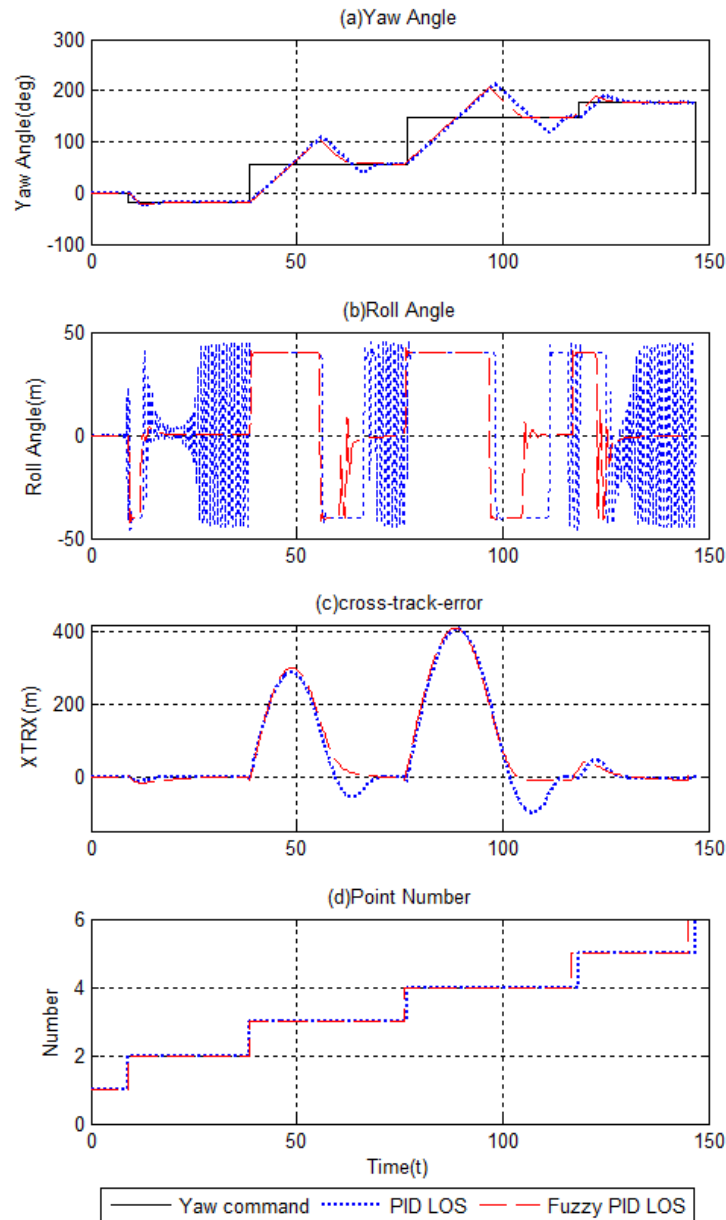 (a)Yaw Angle
300
200
100
0
-100
Yaw Angle(deg)
0 50 100 150
(b)Roll Angle
50
0
-50
Roll Angle(m)
0 50 100 150
(c)cross-track-error
400
200
0
XTRX(m)
0 50 100 150
(d)Point Number
6
4
2
0
Number
0 50 100 150
Time(t)
Yaw command PID LOS Fuzzy PID LOS